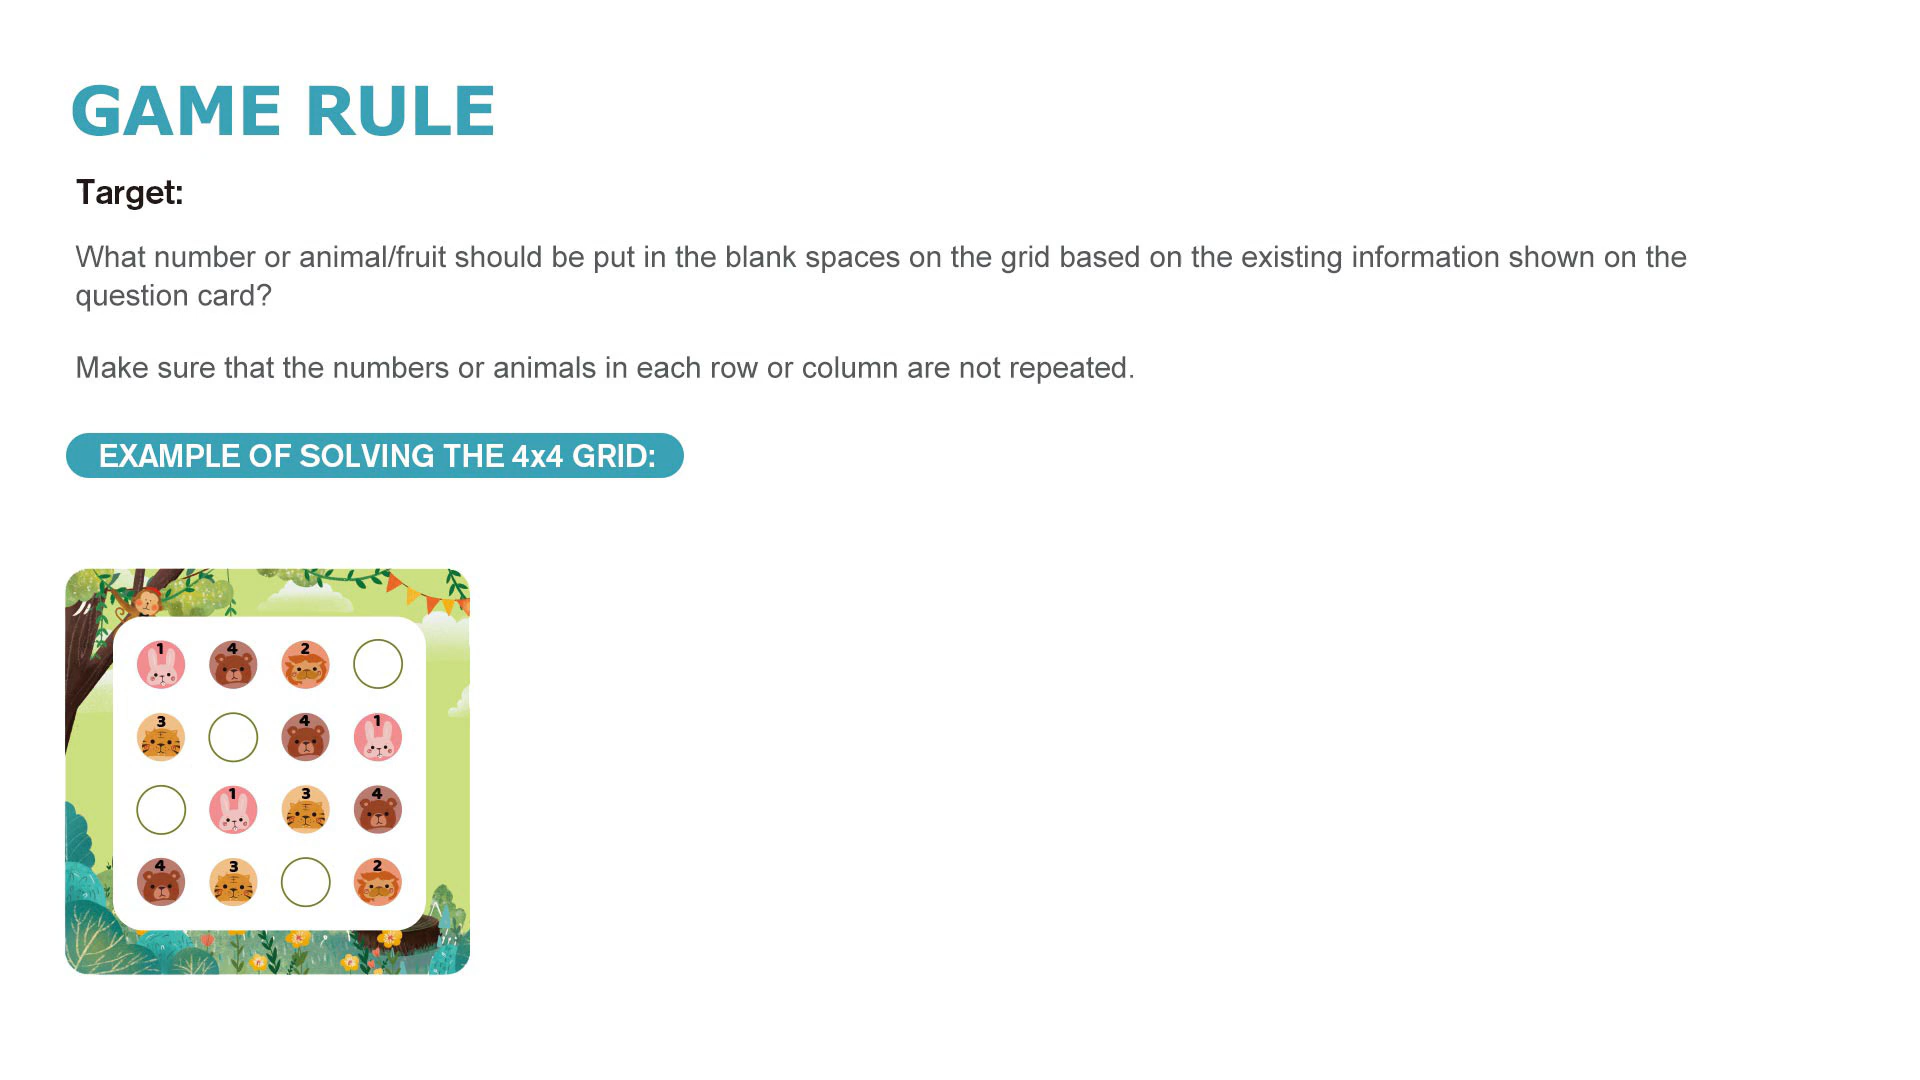 GAME RULE
Target:
What number or animal/fruit should be put in the blank spaces on the grid based on the existing information shown on the
question card?
Make sure that the numbers or animals in each row or column are not repeated.
EXAMPLE OF SOLVING THE 4x4 GRID:
1 4 2
3 4 1
1 3 4
4 3 2